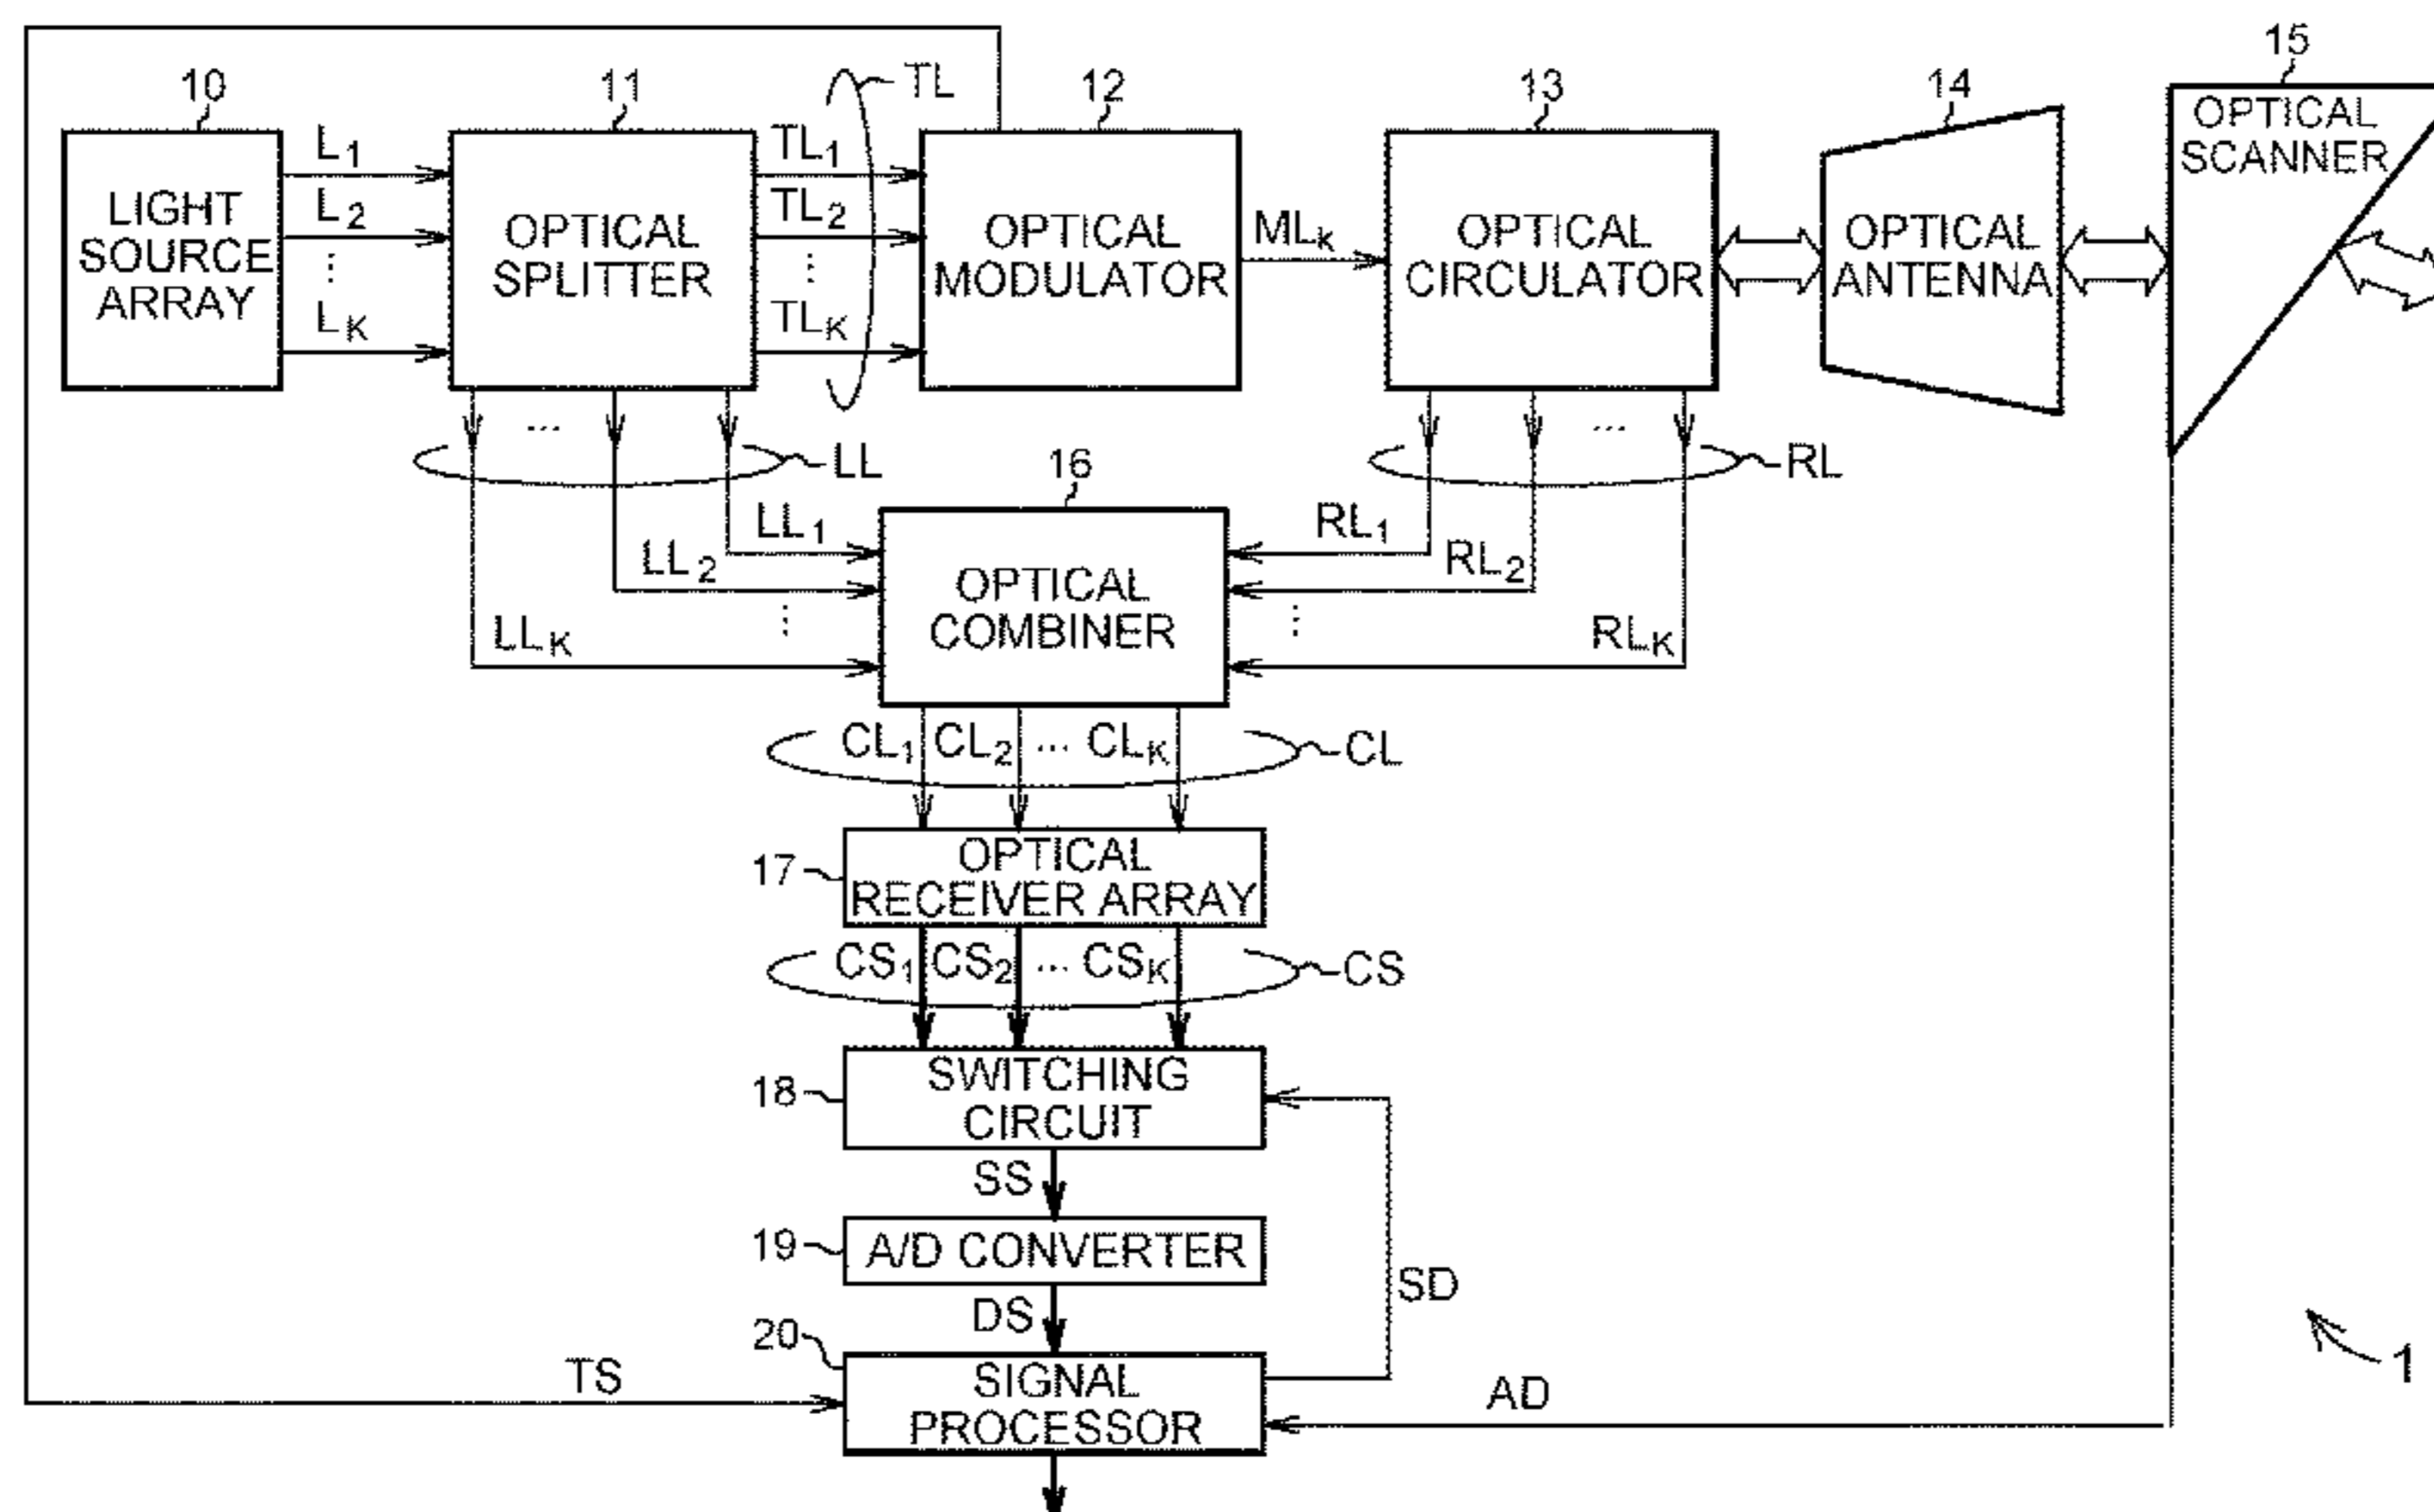 10
11
TL
12
13
14
15
LIGHT
SOURCE
ARRAY
L1
L2
⋮
LK
OPTICAL
SPLITTER
TL1
TL2
⋮
TLK
OPTICAL
MODULATOR
MLk
OPTICAL
CIRCULATOR
OPTICAL
ANTENNA
OPTICAL
SCANNER
...
LL
...
RL
16
LL1
LL2
⋮
LLK
OPTICAL
COMBINER
RL1
RL2
⋮
RLK
CL1 CL2 ... CLK
CL
17
OPTICAL
RECEIVER ARRAY
CS1 CS2 ... CSK
CS
18
SWITCHING
CIRCUIT
SS
19
A/D CONVERTER
SD
DS
20
SIGNAL
PROCESSOR
TS
AD
1